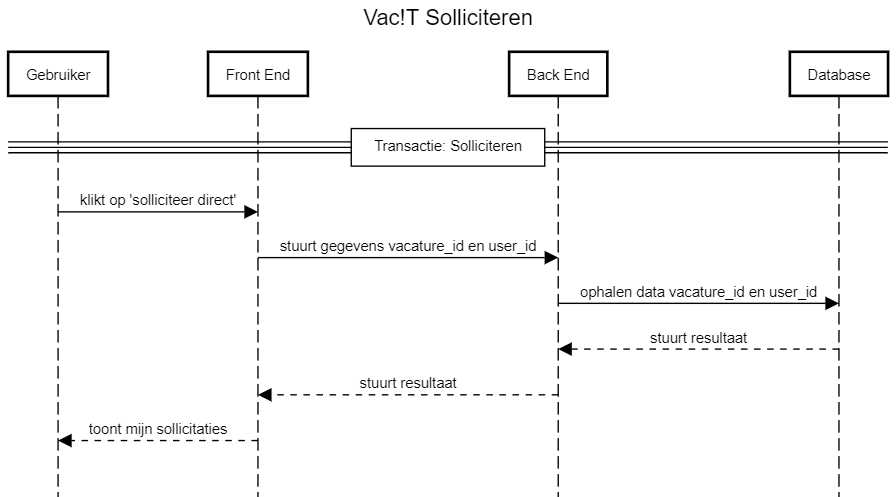 Vac!T Solliciteren
Gebruiker
Front End
Back End
Database
Transactie: Solliciteren
klikt op 'solliciteer direct'
stuurt gegevens vacature_id en user_id
ophalen data vacature_id en user_id
stuurt resultaat
stuurt resultaat
toont mijn sollicitaties